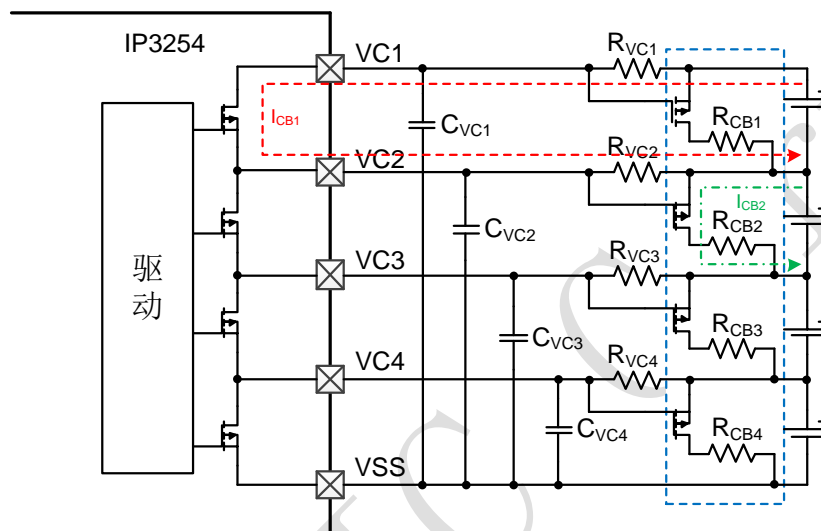 IP3254
VC1
RVC1
ICB1
CVC1
RCB1
VC2
RVC2
ICB2
CVC2
RCB2
驱动
VC3
RVC3
CVC3
RCB3
VC4
RVC4
CVC4
RCB4
VSS